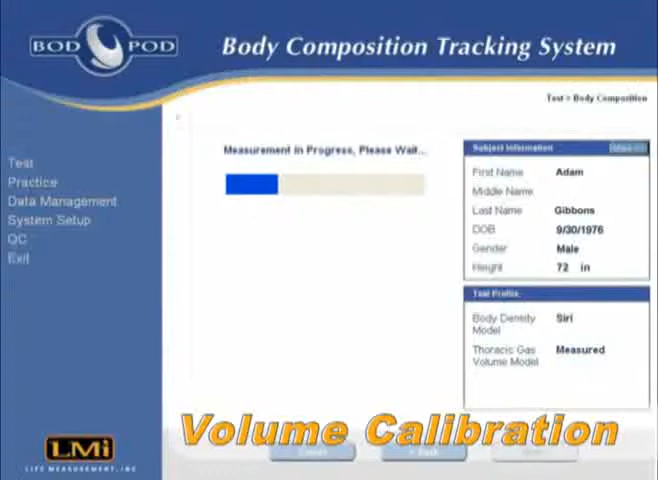 BOD POD
Body Composition Tracking System
Test > Body Composition
Test
Practice
Data Management
System Setup
QC
Exit
Measurement in Progress, Please Wait...
Subject Information
First Name Adam
Middle Name
Last Name Gibbons
DOB 9/30/1976
Gender Male
Height 72 in
Test Profile
Body Density Siri
Model
Thoracic Gas Measured
Volume Model
Volume Calibration
Cancel < Back
LMi
LIFE MEASUREMENT, INC